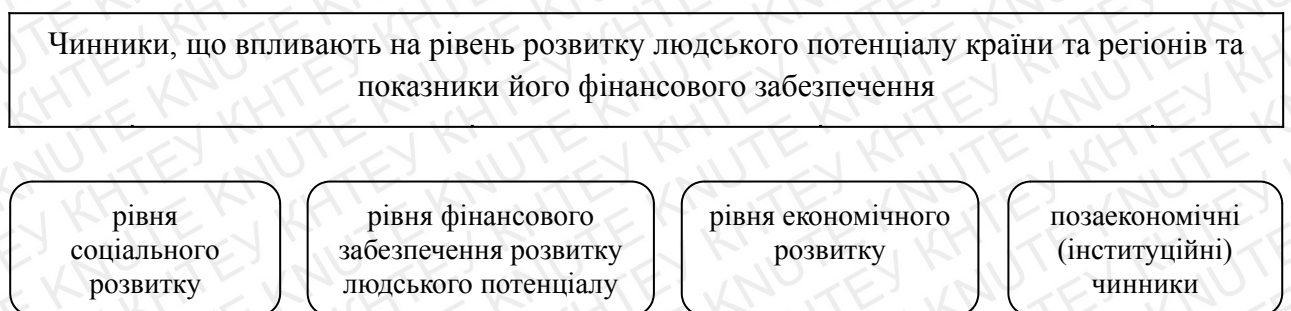 Чинники, що впливають на рівень розвитку людського потенціалу країни та регіонів та
показники його фінансового забезпечення
рівня
соціального
розвитку
рівня фінансового
забезпечення розвитку
людського потенціалу
рівня економічного
розвитку
позаекономічні
(інституційні)
чинники